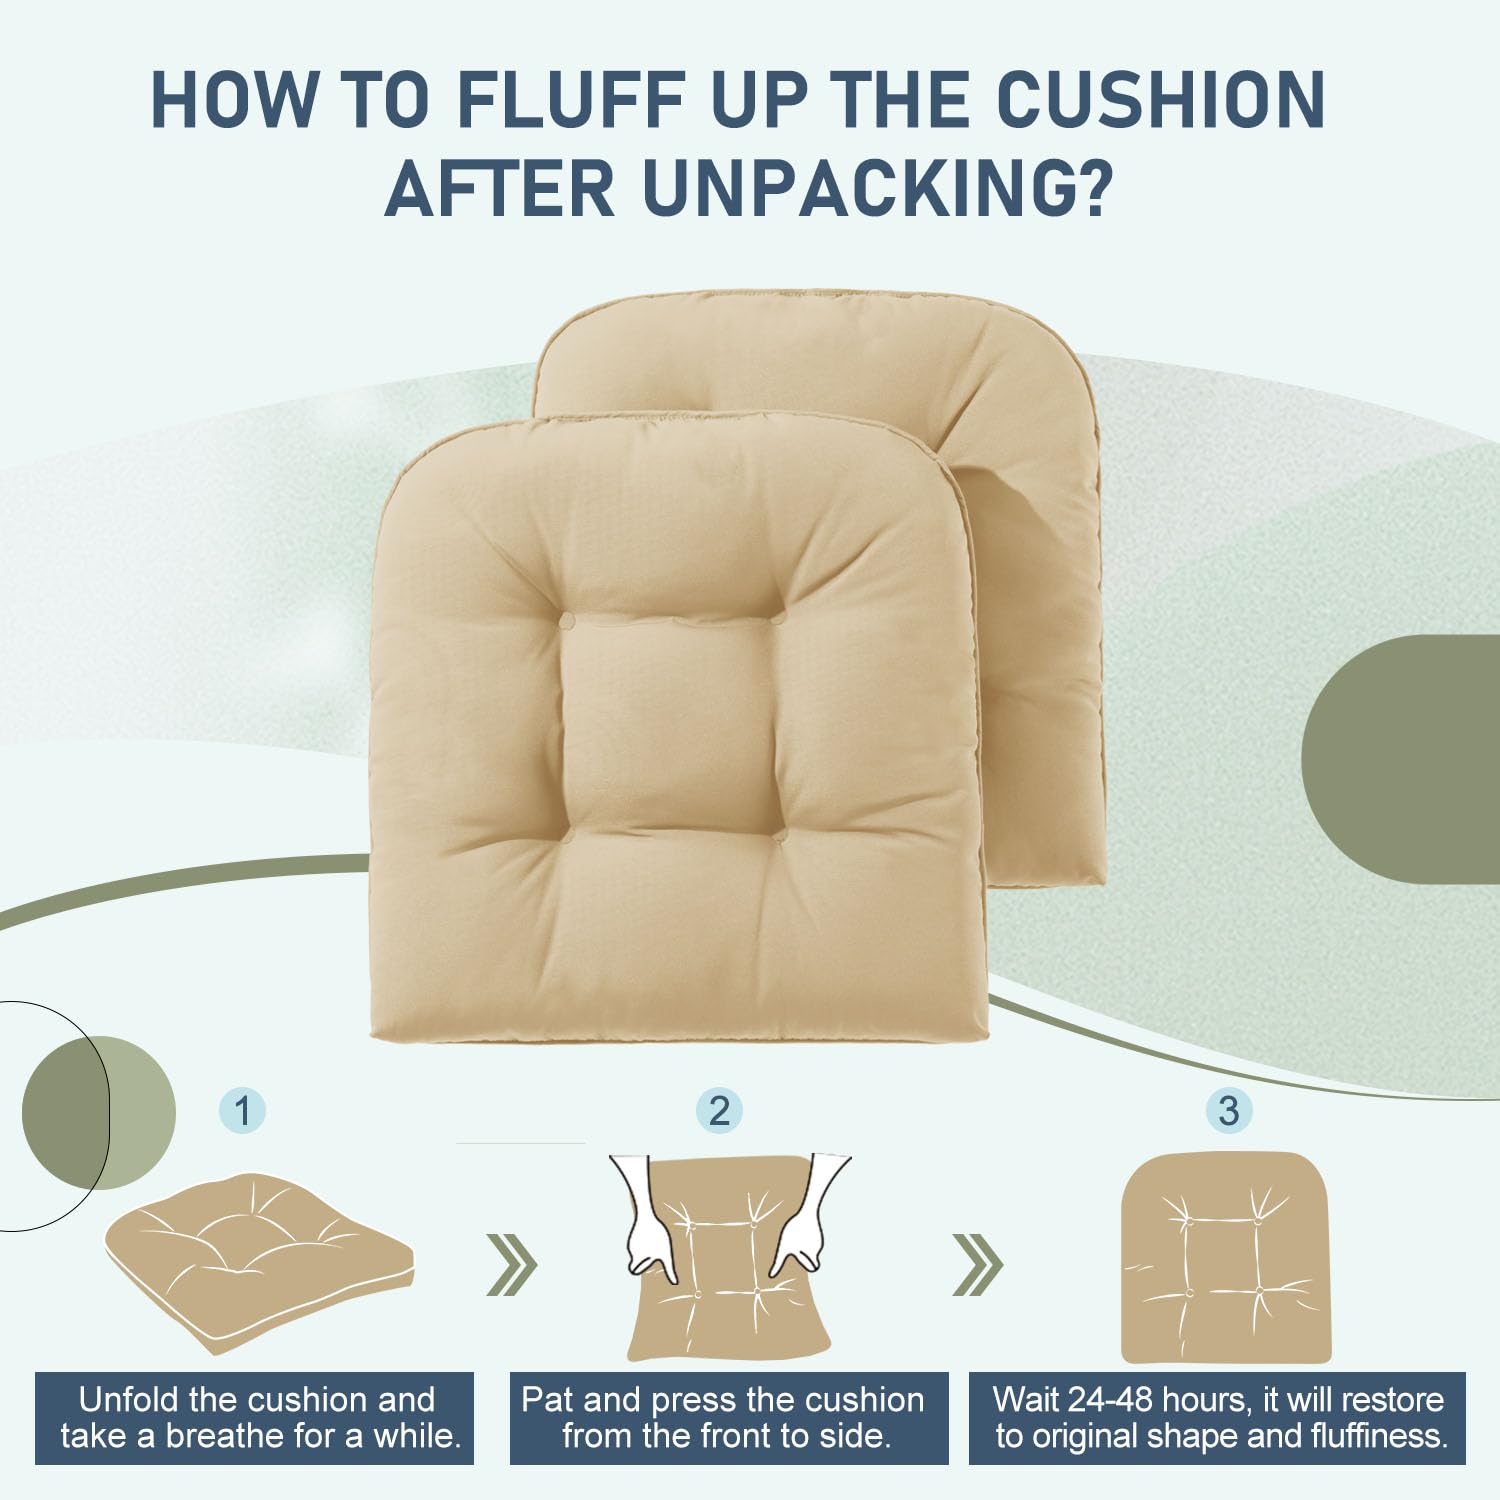 HOW TO FLUFF UP THE CUSHION
AFTER UNPACKING?
1
Unfold the cushion and
take a breathe for a while.
2
Pat and press the cushion
from the front to side.
3
Wait 24-48 hours, it will restore
to original shape and fluffiness.